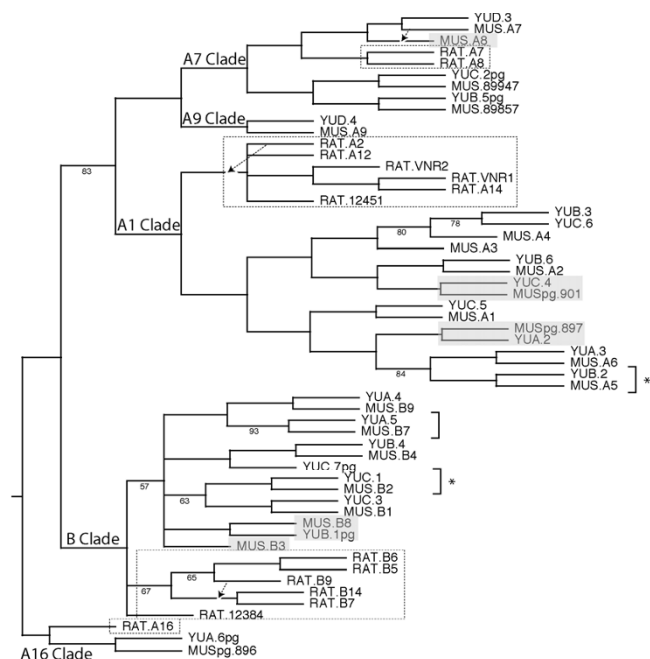 YUD.3
MUS.A7
MUS.A8
RAT.A7
A7 Clade
RAT.A8
YUC.2pg
MUS.89947
YUB.5pg
MUS.89857
A9 Clade
YUD.4
MUS.A9
RAT.A2
RAT.A12
83
RAT.VNR2
RAT.VNR1
RAT.A14
RAT.12451
A1 Clade
YUB.3
78
YUC.6
80
MUS.A4
MUS.A3
YUB.6
MUS.A2
YUC.4
MUSpg.901
YUC.5
MUS.A1
MUSpg.897
YUA.2
YUA.3
MUS.A6
84
YUB.2
*
MUS.A5
YUA.4
MUS.B9
YUA.5
93
MUS.B7
YUB.4
MUS.B4
YUC.7pg
57
YUC.1
*
MUS.B2
63
YUC.3
MUS.B1
MUS.B8
YUB.1pg
B Clade
MUS.B3
RAT.B6
65
RAT.B5
RAT.B9
67
RAT.B14
RAT.B7
RAT.12384
RAT.A16
YUA.6pg
A16 Clade
MUSpg.896